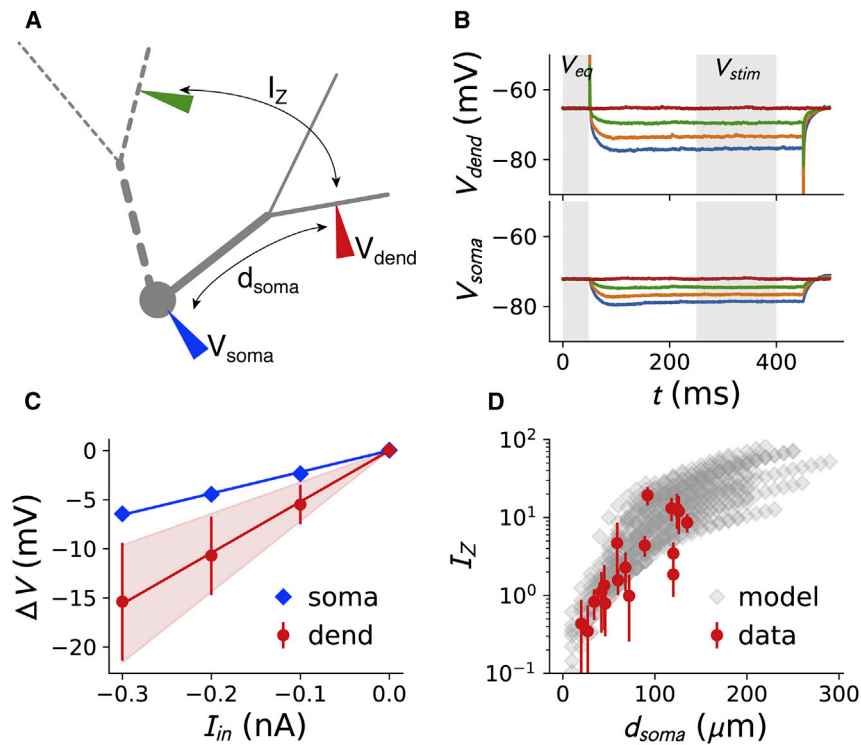 A
I_Z
V_dend
d_soma
V_soma
B
V_eq
V_stim
V_dend (mV)
−60
−80
V_soma
−60
−80
0
200
400
t (ms)
C
ΔV (mV)
0
−5
−10
−15
−20
soma
dend
−0.3
−0.2
−0.1
0.0
I_in (nA)
D
I_Z
10^2
10^1
10^0
10^−1
model
data
0
100
200
300
d_soma (μm)